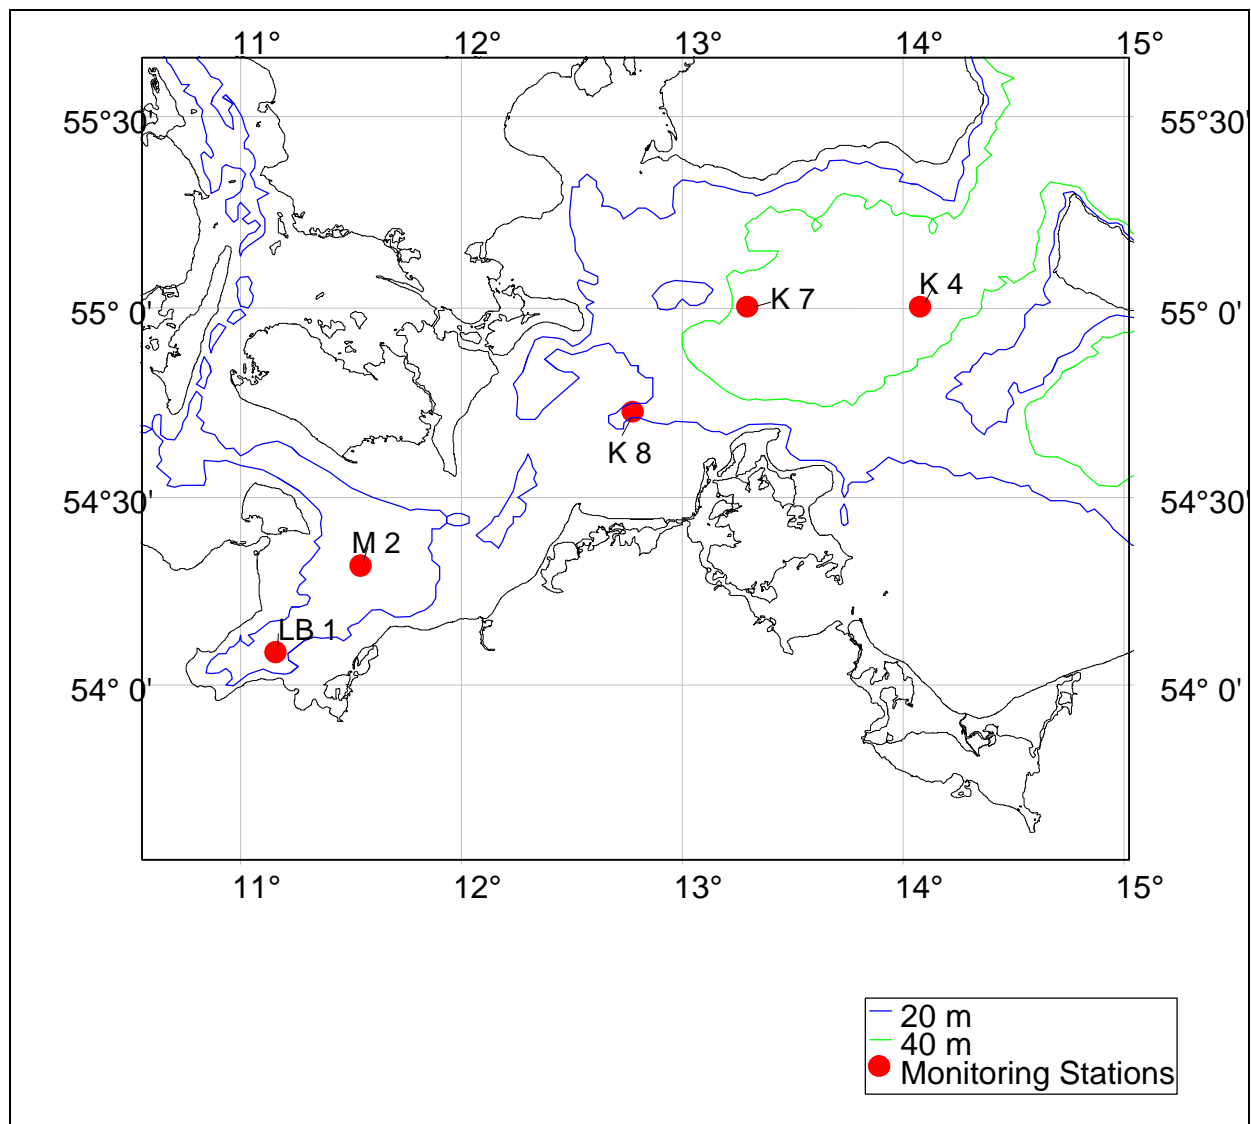 11° 12° 13° 14° 15°
55°30' 55°30'
K 4
K 7
55° 0' 55° 0'
K 8
54°30' 54°30'
M 2
LB 1
54° 0' 54° 0'
11° 12° 13° 14° 15°
20 m
40 m
Monitoring Stations